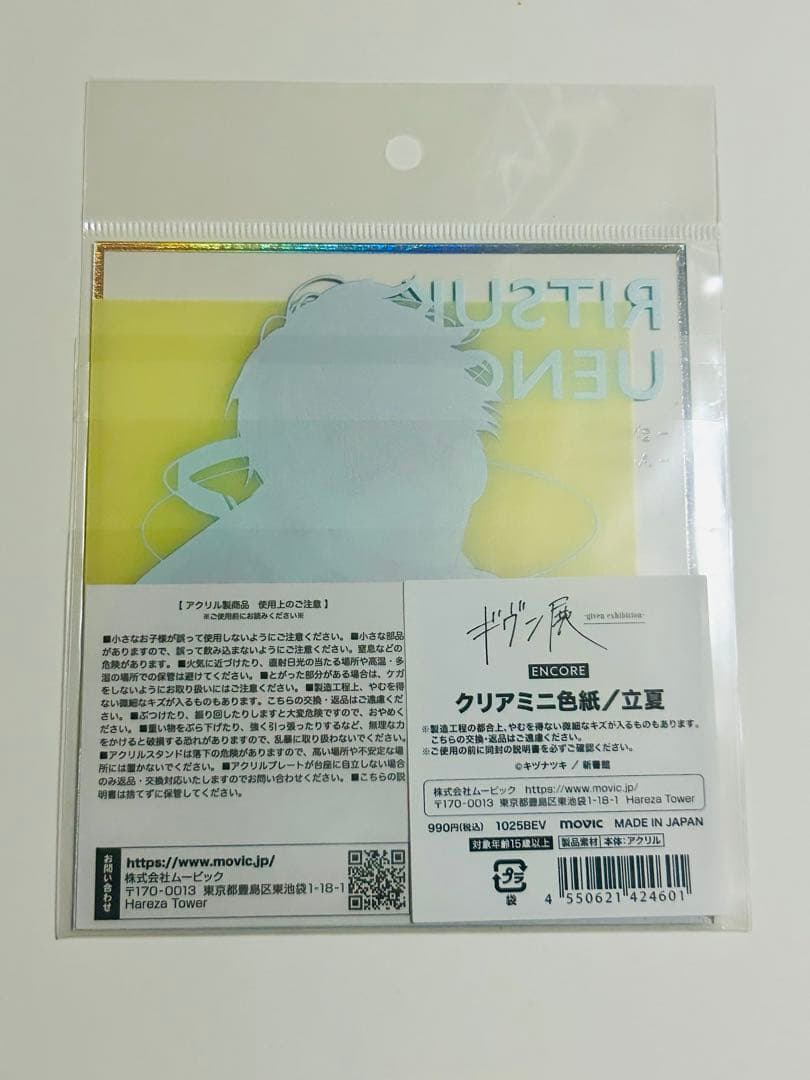 RITSUK
UENO
【 アクリル製商品　使用上のご注意 】
※ご使用前にお読みください※
■小さなお子様が誤って使用しないようにご注意ください。■小さな部品
がありますので、誤って飲み込まないようにご注意ください。窒息などの
危険があります。■火気に近づけたり、直射日光の当たる場所や高温・多
湿の場所での保管は避けてください。■とがった部分がある場合は、ケガ
をしないようにお取り扱いにはご注意ください。■製造工程上、やむを得
ない微細なキズが入るものもあります。こちらの交換・返品はご遠慮くだ
さい。■ぶつけたり、振り回したりしますと大変危険ですので、おやめく
ださい。■重い物をぶら下げたり、強く引っ張ったりするなど、無理な力
をかけると破損する恐れがありますので、乱暴に取り扱わないでください。
■アクリルスタンドは落下の危険がありますので、高い場所や不安定な場
所には置かないでください。■アクリルプレートが台座に自立しない場合
のみ返品・交換対応いたしますのでお問い合わせください。■こちらの説
明書は捨てずに保管してください。
お問い合わせ
https://www.movic.jp/
株式会社ムービック
〒170-0013 東京都豊島区東池袋1-18-1
Hareza Tower
ギヴン展
-given exhibition-
ENCORE
クリアミニ色紙／立夏
※製造工程の都合上、やむを得ない微細なキズが入るものもあります。
こちらの交換・返品はご遠慮ください。
※ご使用の前に同封の説明書を必ずご確認ください。
©キヅナツキ / 新書館
株式会社ムービック https://www.movic.jp/
〒170-0013 東京都豊島区東池袋1-18-1 Hareza Tower
990円(税込) 1025BEV movic MADE IN JAPAN
対象年齢15歳以上 製品素材 本体:アクリル
プラ
袋
4 550621 424601